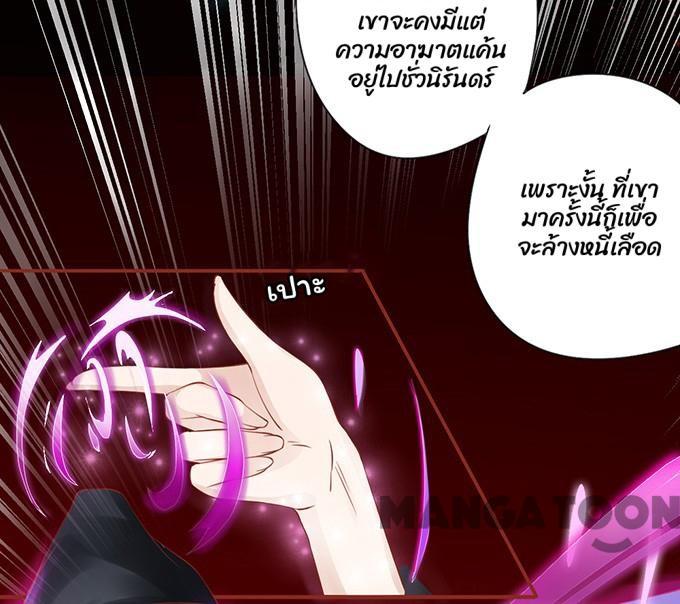 เขาจะคงมีแต่
ความอาฆาตแค้น
อยู่ไปชั่วนิรันดร์
เพราะงั้น ที่เขา
มาครั้งนี้ก็เพื่อ
จะล้างหนี้เลือด
เปาะ
MANGATOON